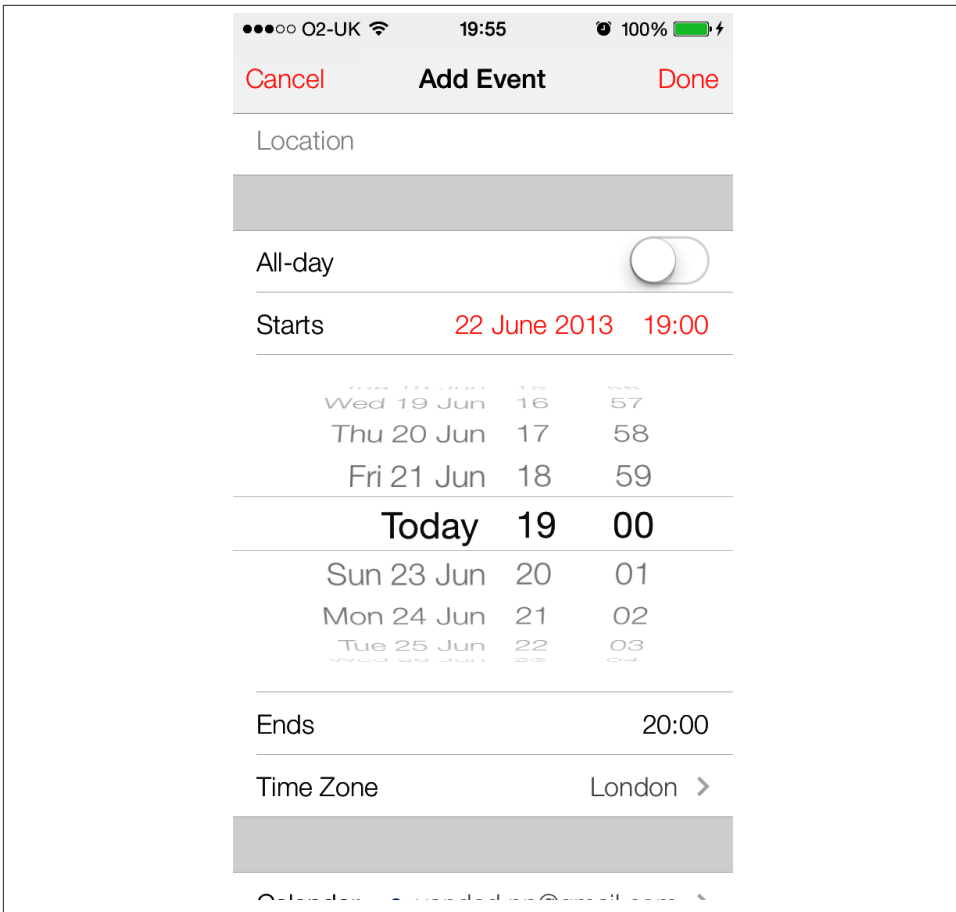 O2-UK 19:55 100%
Cancel Add Event Done
Location
All-day
Starts 22 June 2013 19:00
Wed 19 Jun 16 57
Thu 20 Jun 17 58
Fri 21 Jun 18 59
Today 19 00
Sun 23 Jun 20 01
Mon 24 Jun 21 02
Tue 25 Jun 22 03
Ends 20:00
Time Zone London
Calendar